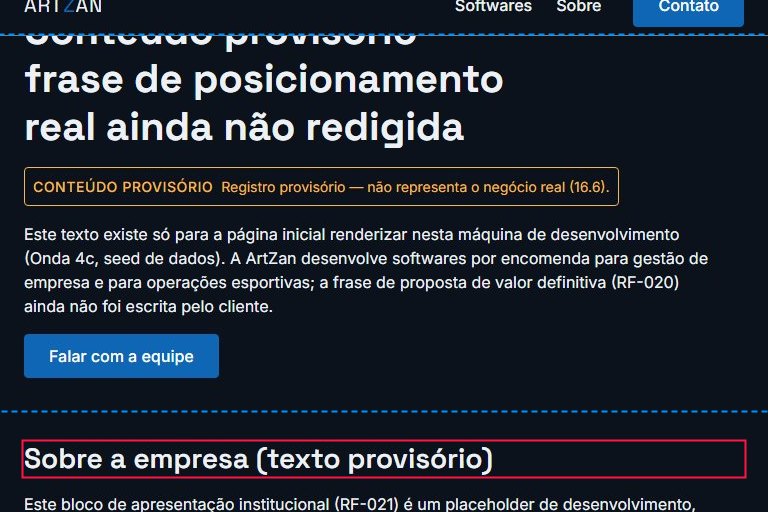 ARTZAN
Softwares Sobre Contato
Conteúdo provisório
frase de posicionamento
real ainda não redigida
CONTEÚDO PROVISÓRIO Registro provisório — não representa o negócio real (16.6).
Este texto existe só para a página inicial renderizar nesta máquina de desenvolvimento
(Onda 4c, seed de dados). A ArtZan desenvolve softwares por encomenda para gestão de
empresa e para operações esportivas; a frase de proposta de valor definitiva (RF-020)
ainda não foi escrita pelo cliente.
Falar com a equipe
Sobre a empresa (texto provisório)
Este bloco de apresentação institucional (RF-021) é um placeholder de desenvolvimento,